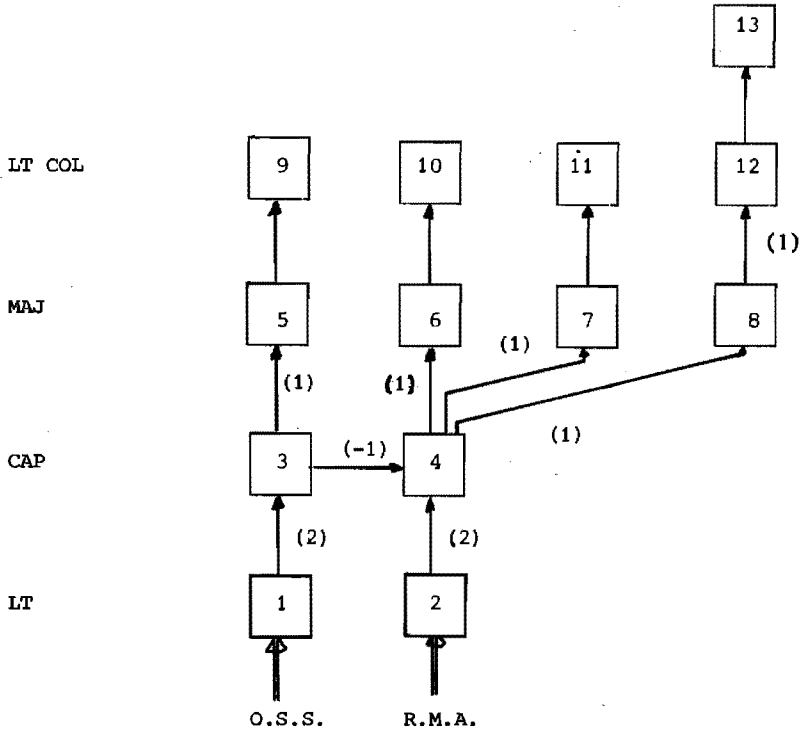 13
LT COL 9 10 11 12
(1)
MAJ 5 6 7 8
(1)
(1) (1)
(1)
(-1)
CAP 3 4
(2) (2)
LT 1 2
O.S.S. R.M.A.